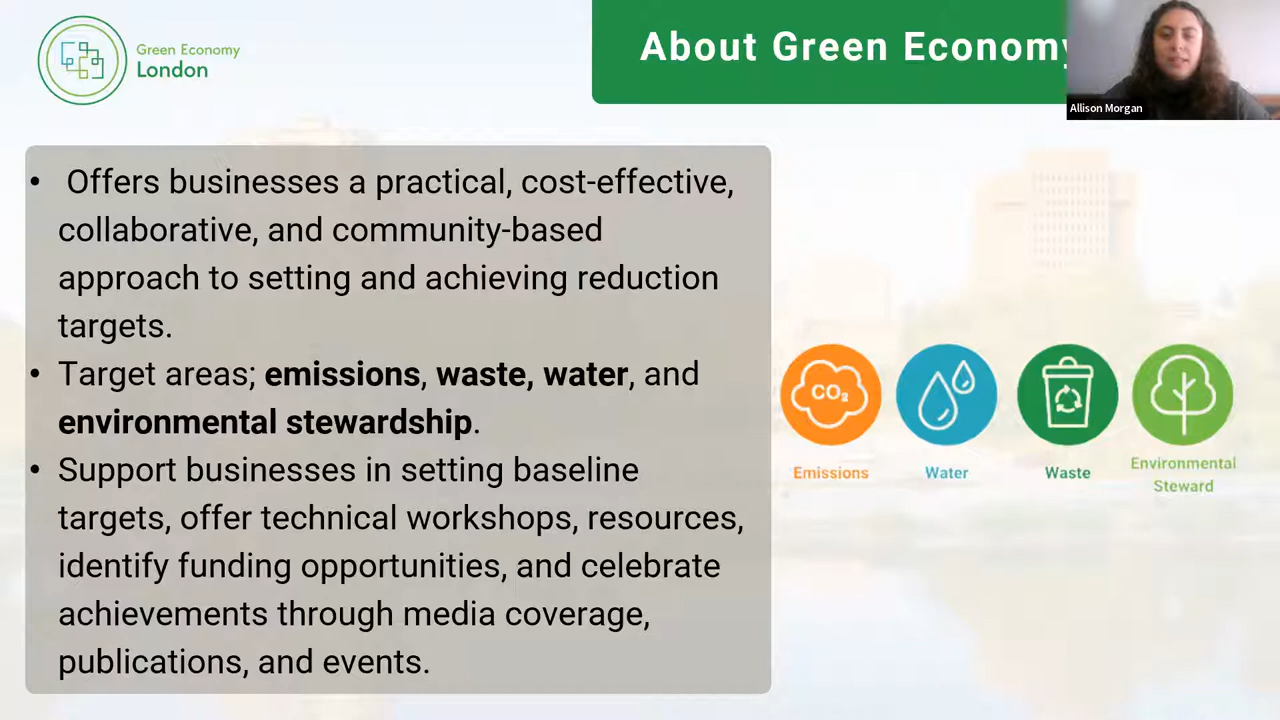 Green Economy
London
About Green Economy
Allison Morgan
• Offers businesses a practical, cost-effective,
collaborative, and community-based
approach to setting and achieving reduction
targets.
• Target areas; emissions, waste, water, and
environmental stewardship.
• Support businesses in setting baseline
targets, offer technical workshops, resources,
identify funding opportunities, and celebrate
achievements through media coverage,
publications, and events.
CO₂
Emissions
Water
Waste
Environmental
Steward